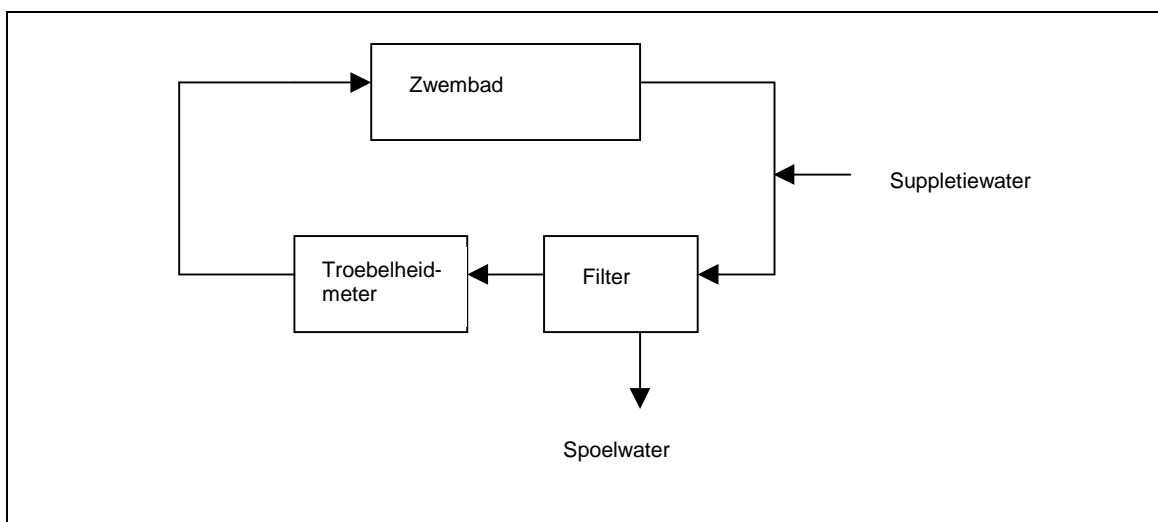 Zwembad
Suppletiewater
Troebelheid-
meter
Filter
Spoelwater